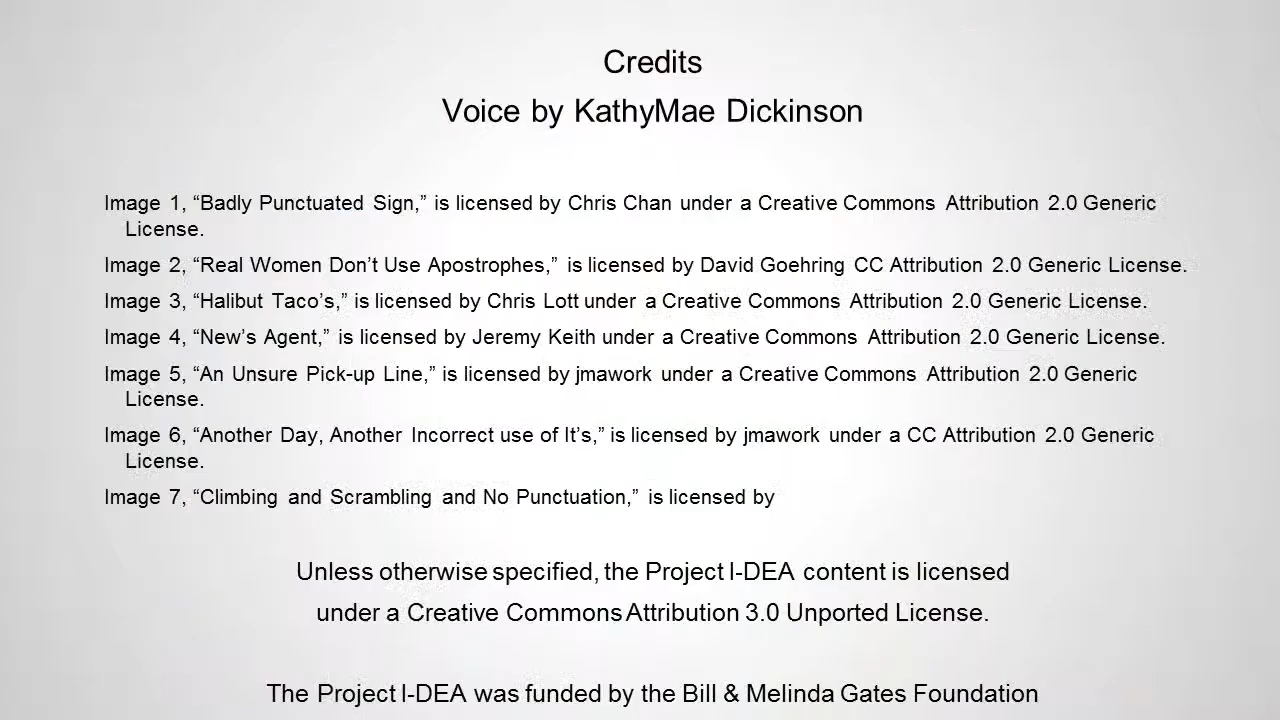 Credits
Voice by KathyMae Dickinson
Image 1, “Badly Punctuated Sign,” is licensed by Chris Chan under a Creative Commons Attribution 2.0 Generic
License.
Image 2, “Real Women Don’t Use Apostrophes,” is licensed by David Goehring CC Attribution 2.0 Generic License.
Image 3, “Halibut Taco’s,” is licensed by Chris Lott under a Creative Commons Attribution 2.0 Generic License.
Image 4, “New’s Agent,” is licensed by Jeremy Keith under a Creative Commons Attribution 2.0 Generic License.
Image 5, “An Unsure Pick-up Line,” is licensed by jmawork under a Creative Commons Attribution 2.0 Generic
License.
Image 6, “Another Day, Another Incorrect use of It’s,” is licensed by jmawork under a CC Attribution 2.0 Generic
License.
Image 7, “Climbing and Scrambling and No Punctuation,” is licensed by
Unless otherwise specified, the Project I-DEA content is licensed
under a Creative Commons Attribution 3.0 Unported License.
The Project I-DEA was funded by the Bill & Melinda Gates Foundation